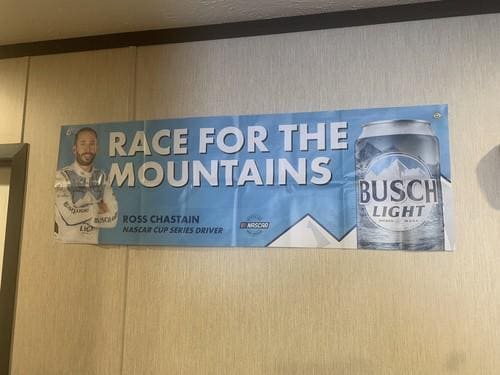 RACE FOR THE
MOUNTAINS
ROSS CHASTAIN
NASCAR CUP SERIES DRIVER
NASCAR
BUSCH
LIGHT